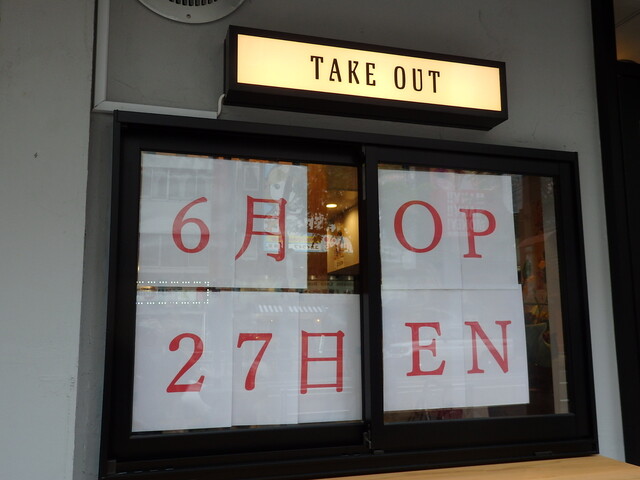 TAKE OUT
6月
27日
OP
EN